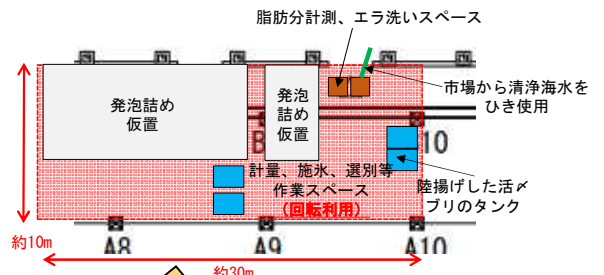 脂肪分計測、エラ洗いスペース
市場から清浄海水を
ひき使用
発泡詰め
仮置
発泡
詰め
仮置
B
10
計量、施氷、選別等
作業スペース
(回転利用)
陸揚げした活〆
ブリのタンク
約10m
A8
A9
A10
約30m